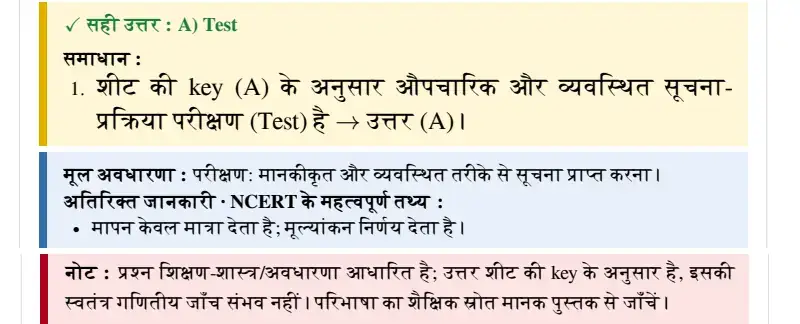 ✓ सही उत्तर : A) Test
समाधान :
1. शीट की key (A) के अनुसार औपचारिक और व्यवस्थित सूचना-
प्रक्रिया परीक्षण (Test) है → उत्तर (A)।
मूल अवधारणा : परीक्षण: मानकीकृत और व्यवस्थित तरीके से सूचना प्राप्त करना।
अतिरिक्त जानकारी · NCERT के महत्वपूर्ण तथ्य :
• मापन केवल मात्रा देता है; मूल्यांकन निर्णय देता है।
नोट : प्रश्न शिक्षण-शास्त्र/अवधारणा आधारित है; उत्तर शीट की key के अनुसार है, इसकी
स्वतंत्र गणितीय जाँच संभव नहीं। परिभाषा का शैक्षिक स्रोत मानक पुस्तक से जाँचें।